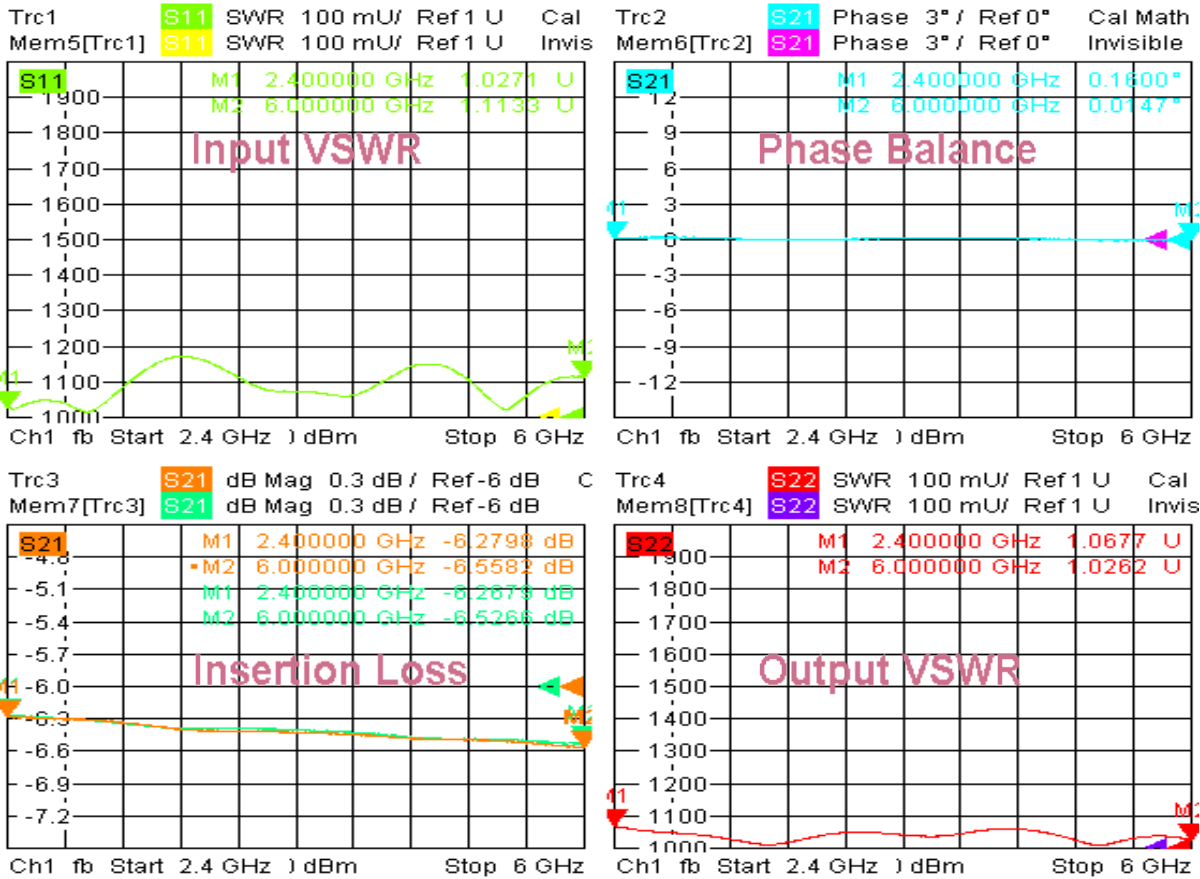 Trc1 S11 SWR 100 mU/ Ref 1 U Cal
Mem5[Trc1] S11 SWR 100 mU/ Ref 1 U Invis
S11
M1 2.400000 GHz 1.0271 U
M2 6.000000 GHz 1.1133 U
1900
1800
Input VSWR
1700
1600
1500
1400
1300
1200
M2
M1
1100
1000
Ch1 fb Start 2.4 GHz dBm Stop 6 GHz
Trc2 S21 Phase 3°/ Ref 0° Cal Math
Mem6[Trc2] S21 Phase 3°/ Ref 0° Invisible
S21
M1 2.400000 GHz 0.1600°
M2 6.000000 GHz 0.0147°
12
9
Phase Balance
6
3
M1
M2
0
-3
-6
-9
-12
Ch1 fb Start 2.4 GHz dBm Stop 6 GHz
Trc3 S21 dB Mag 0.3 dB / Ref -6 dB C
Mem7[Trc3] S21 dB Mag 0.3 dB / Ref -6 dB
S21
M1 2.400000 GHz -6.2798 dB
•M2 6.000000 GHz -6.5582 dB
M1 2.400000 GHz -6.2679 dB
M2 6.000000 GHz -6.5266 dB
-4.8
-5.1
-5.4
-5.7
Insertion Loss
-6.0
-6.3
-6.6
-6.9
-7.2
Ch1 fb Start 2.4 GHz dBm Stop 6 GHz
Trc4 S22 SWR 100 mU/ Ref 1 U Cal
Mem8[Trc4] S22 SWR 100 mU/ Ref 1 U Invis
S22
M1 2.400000 GHz 1.0677 U
M2 6.000000 GHz 1.0262 U
1900
1800
1700
1600
Output VSWR
1500
1400
1300
1200
M1
M2
1100
1000
Ch1 fb Start 2.4 GHz dBm Stop 6 GHz